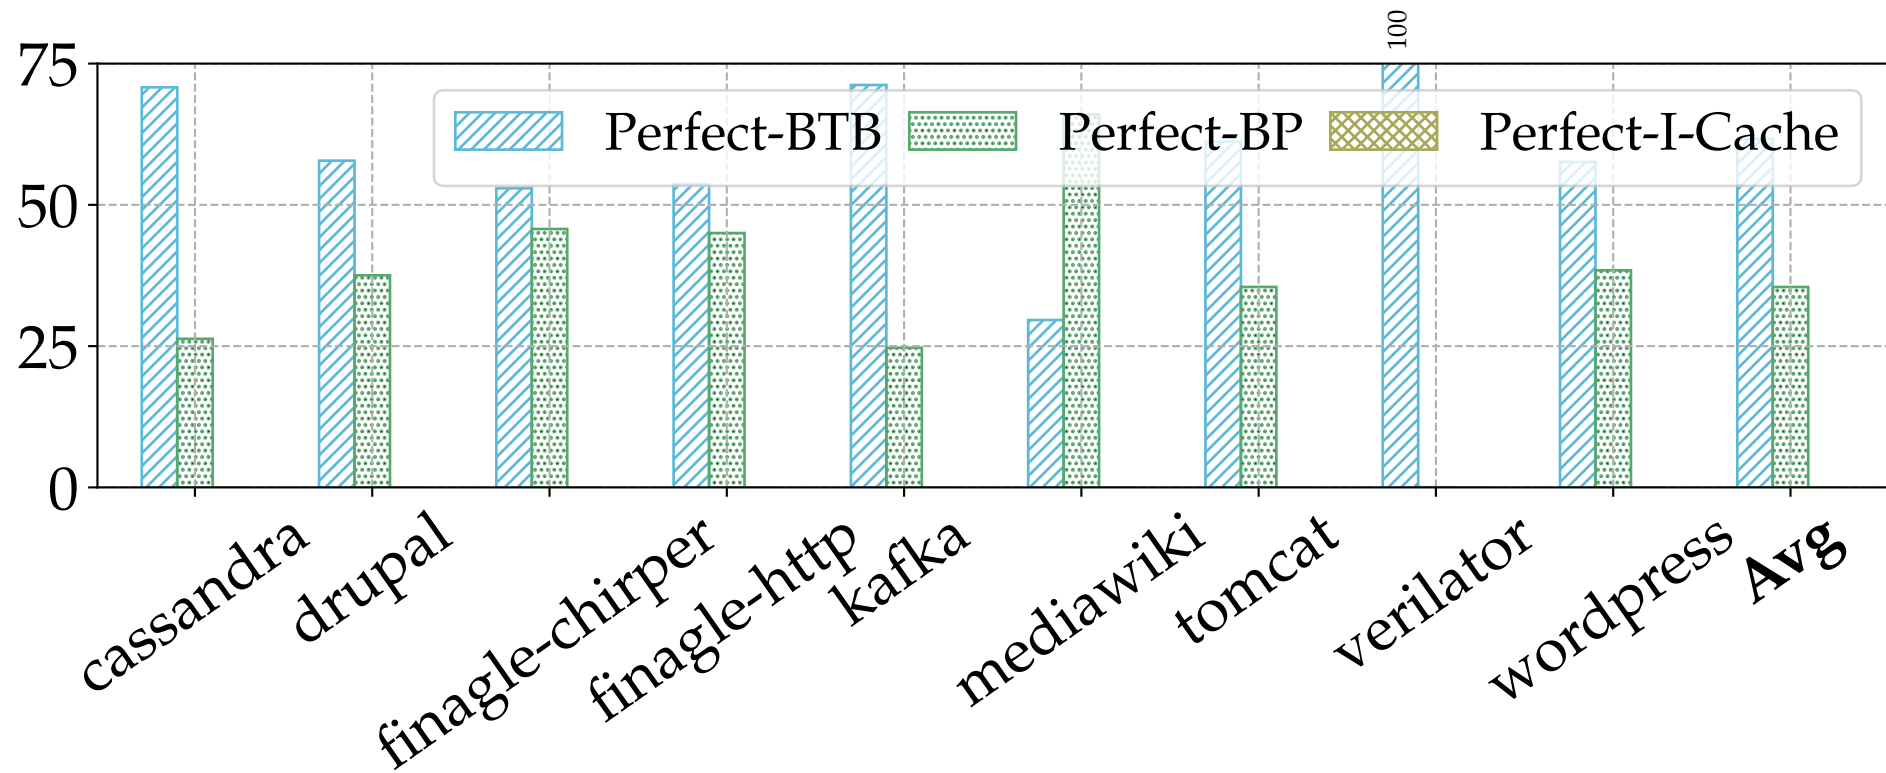 100
75
Perfect-BTB Perfect-BP Perfect-I-Cache
50
25
0
cassandra
drupal
finagle-chirper
finagle-http
kafka
mediawiki
tomcat
verilator
wordpress
Avg